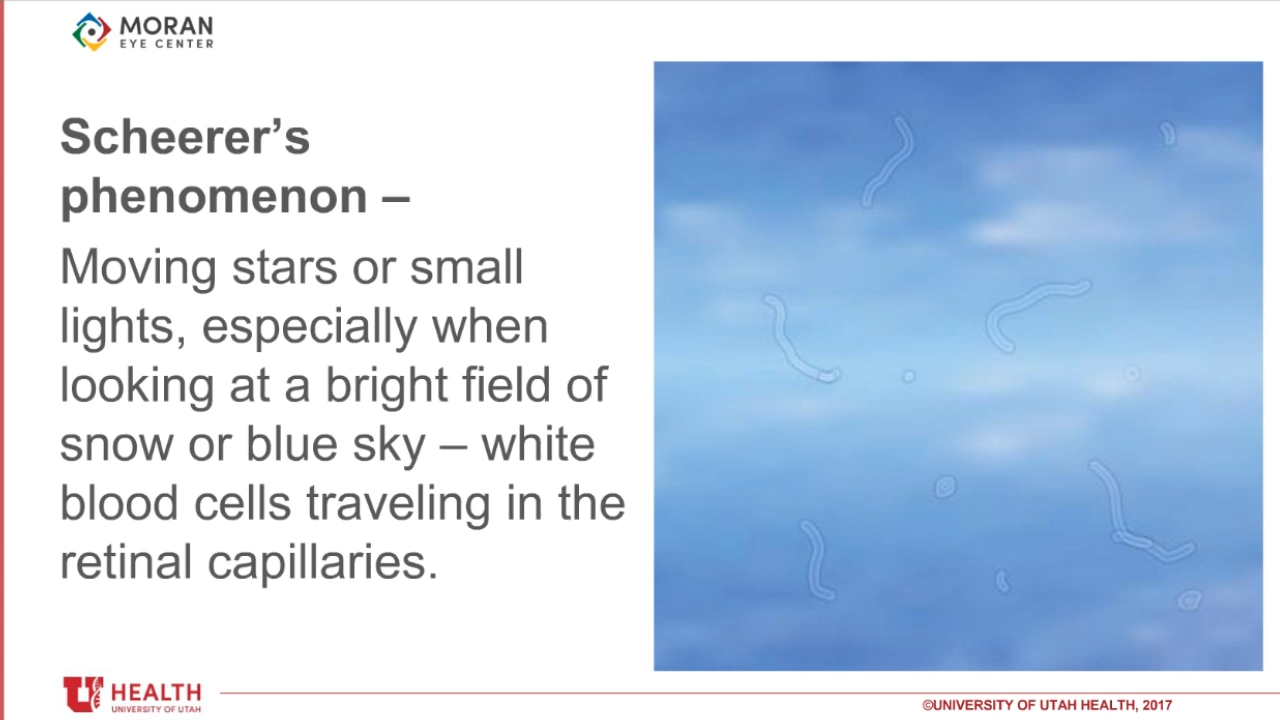 MORAN
EYE CENTER
Scheerer’s
phenomenon –
Moving stars or small
lights, especially when
looking at a bright field of
snow or blue sky – white
blood cells traveling in the
retinal capillaries.
U HEALTH
UNIVERSITY OF UTAH
©UNIVERSITY OF UTAH HEALTH, 2017